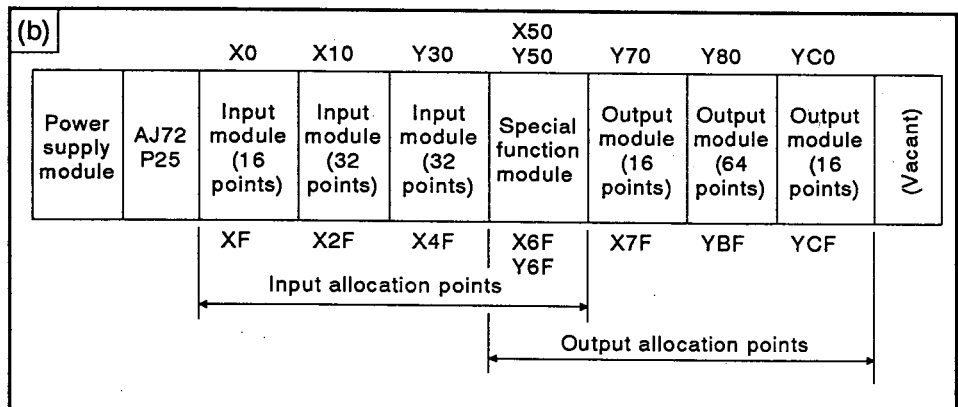 (b)
X50
X0 X10 Y30 Y50 Y70 Y80 YC0
Power supply module
AJ72 P25
Input module (16 points)
Input module (32 points)
Input module (32 points)
Special function module
Output module (16 points)
Output module (64 points)
Output module (16 points)
(Vacant)
XF X2F X4F X6F X7F YBF YCF
Y6F
Input allocation points
Output allocation points